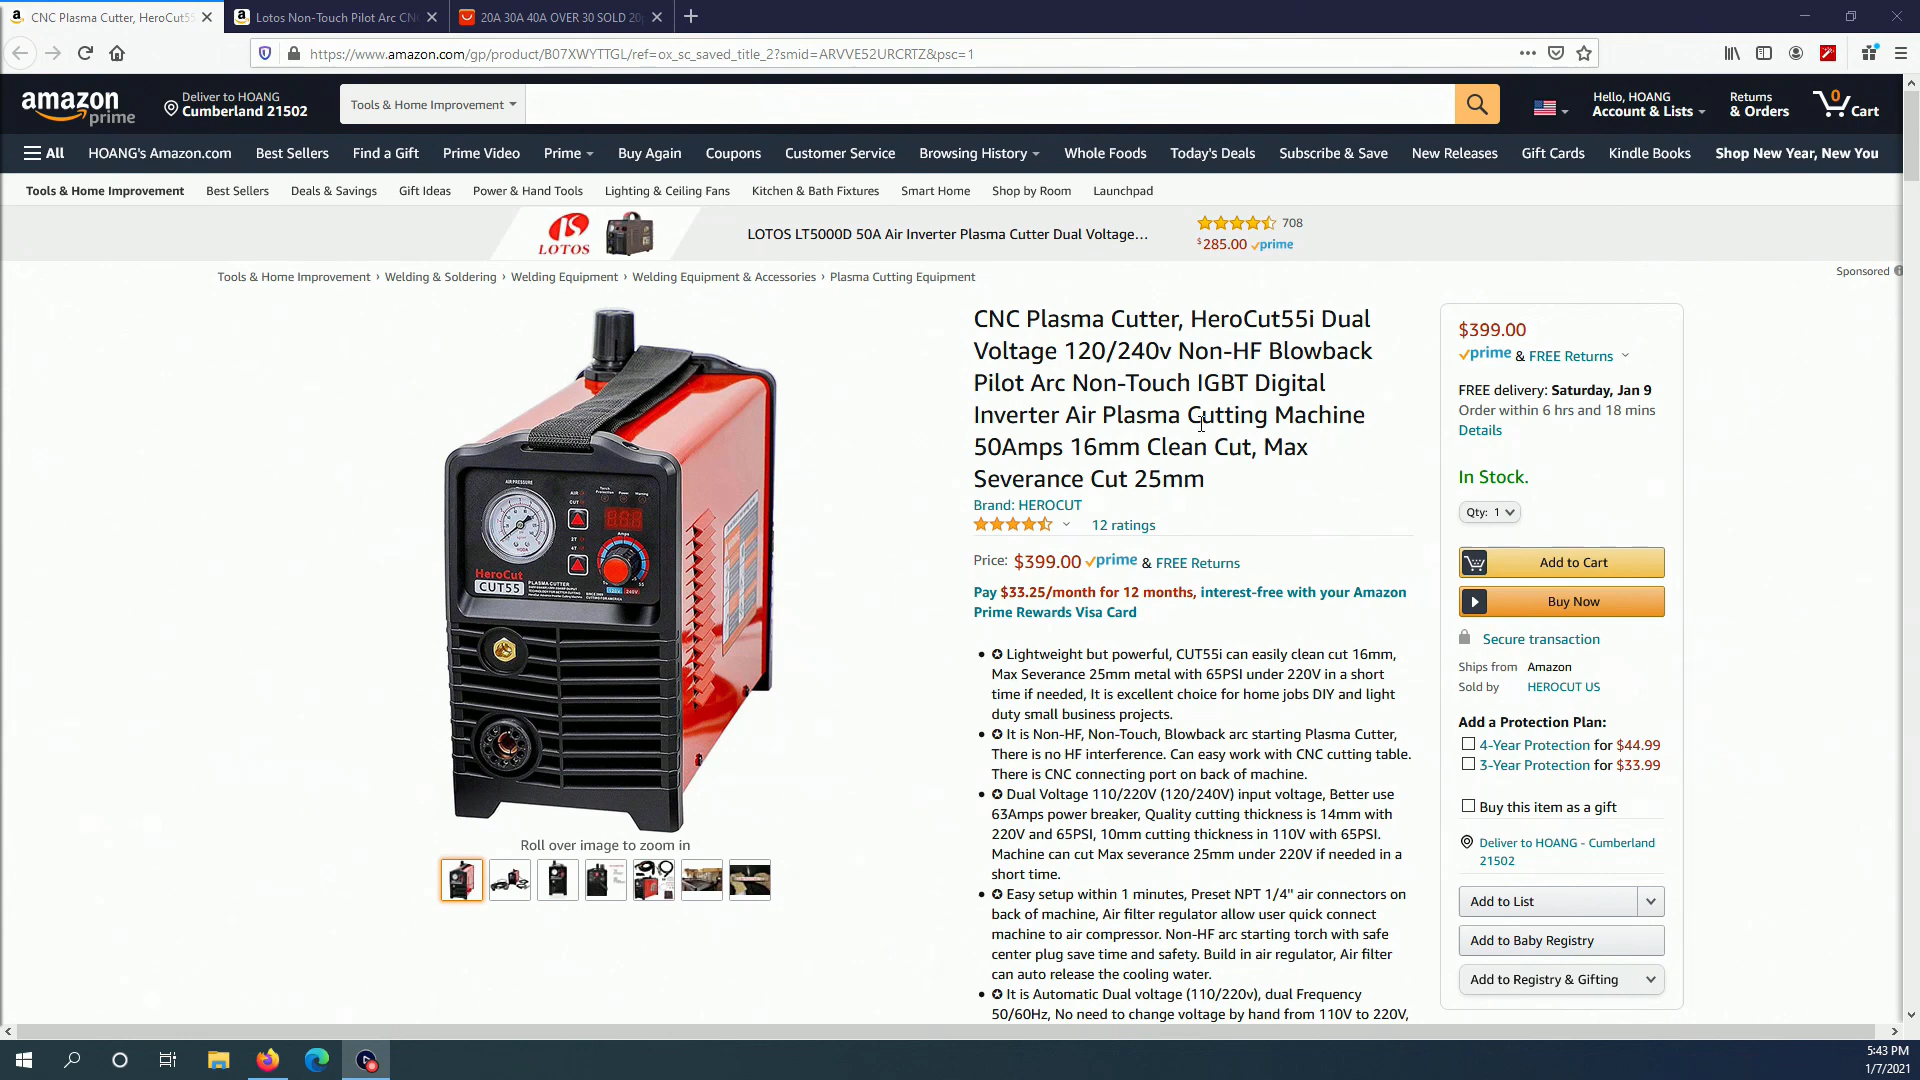 CNC Plasma Cutter, HeroCut55
Lotos Non-Touch Pilot Arc CNC
20A 30A 40A OVER 30 SOLD 20p
https://www.amazon.com/gp/product/B07XWYTTGL/ref=ox_sc_saved_title_2?smid=ARVVE52URCRTZ&psc=1
amazon prime
Deliver to HOANG
Cumberland 21502
Tools & Home Improvement
Hello, HOANG
Account & Lists
Returns
& Orders
0
Cart
All HOANG's Amazon.com Best Sellers Find a Gift Prime Video Prime Buy Again Coupons Customer Service Browsing History Whole Foods Today's Deals Subscribe & Save New Releases Gift Cards Kindle Books Shop New Year, New You
Tools & Home Improvement Best Sellers Deals & Savings Gift Ideas Power & Hand Tools Lighting & Ceiling Fans Kitchen & Bath Fixtures Smart Home Shop by Room Launchpad
LOTOS
LOTOS LT5000D 50A Air Inverter Plasma Cutter Dual Voltage...
708
$285.00 prime
Sponsored
Tools & Home Improvement › Welding & Soldering › Welding Equipment › Welding Equipment & Accessories › Plasma Cutting Equipment
AIR PRESSURE
AIR
CUT
2T
4T
Torch Protection
Power
Warning
Amps
120V
240V
HeroCut
CUT55
PLASMA CUTTER
Roll over image to zoom in
CNC Plasma Cutter, HeroCut55i Dual
Voltage 120/240v Non-HF Blowback
Pilot Arc Non-Touch IGBT Digital
Inverter Air Plasma Cutting Machine
50Amps 16mm Clean Cut, Max
Severance Cut 25mm
Brand: HEROCUT
12 ratings
Price: $399.00 prime & FREE Returns
Pay $33.25/month for 12 months, interest-free with your Amazon
Prime Rewards Visa Card
• ✪ Lightweight but powerful, CUT55i can easily clean cut 16mm,
Max Severance 25mm metal with 65PSI under 220V in a short
time if needed, It is excellent choice for home jobs DIY and light
duty small business projects.
• ✪ It is Non-HF, Non-Touch, Blowback arc starting Plasma Cutter,
There is no HF interference. Can easy work with CNC cutting table.
There is CNC connecting port on back of machine.
• ✪ Dual Voltage 110/220V (120/240V) input voltage, Better use
63Amps power breaker, Quality cutting thickness is 14mm with
220V and 65PSI, 10mm cutting thickness in 110V with 65PSI.
Machine can cut Max severance 25mm under 220V if needed in a
short time.
• ✪ Easy setup within 1 minutes, Preset NPT 1/4" air connectors on
back of machine, Air filter regulator allow user quick connect
machine to air compressor. Non-HF arc starting torch with safe
center plug save time and safety. Build in air regulator, Air filter
can auto release the cooling water.
• ✪ It is Automatic Dual voltage (110/220v), dual Frequency
50/60Hz, No need to change voltage by hand from 110V to 220V,
$399.00
prime & FREE Returns
FREE delivery: Saturday, Jan 9
Order within 6 hrs and 18 mins
Details
In Stock.
Qty: 1
Add to Cart
Buy Now
Secure transaction
Ships from Amazon
Sold by HEROCUT US
Add a Protection Plan:
4-Year Protection for $44.99
3-Year Protection for $33.99
Buy this item as a gift
Deliver to HOANG - Cumberland
21502
Add to List
Add to Baby Registry
Add to Registry & Gifting
5:43 PM
1/7/2021